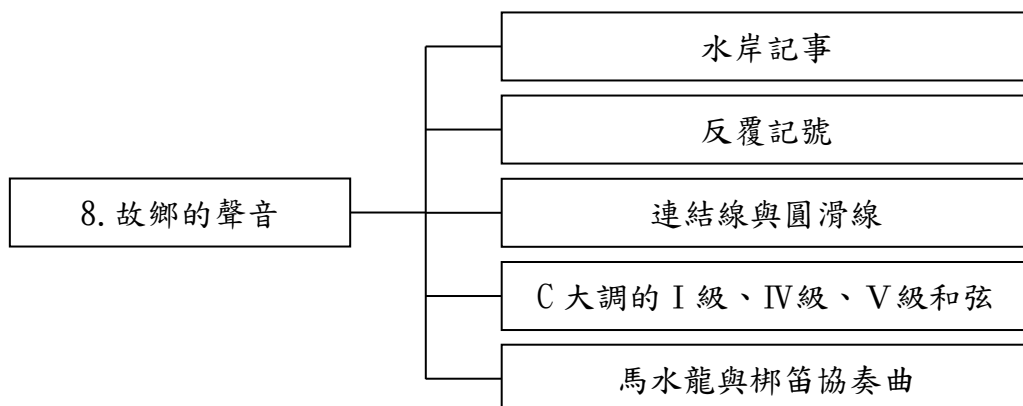 8.故鄉的聲音
水岸記事
反覆記號
連結線與圓滑線
C 大調的Ⅰ級、Ⅳ級、Ⅴ級和弦
馬水龍與梆笛協奏曲